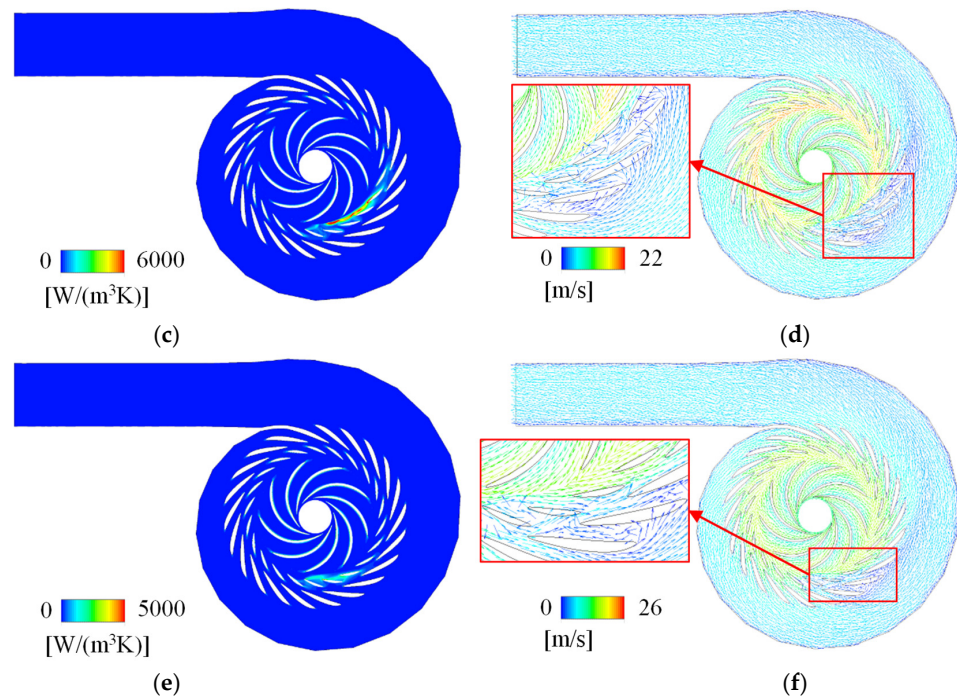 0 6000
[W/(m³K)]
0 22
[m/s]
(c) (d)
0 5000
[W/(m³K)]
0 26
[m/s]
(e) (f)